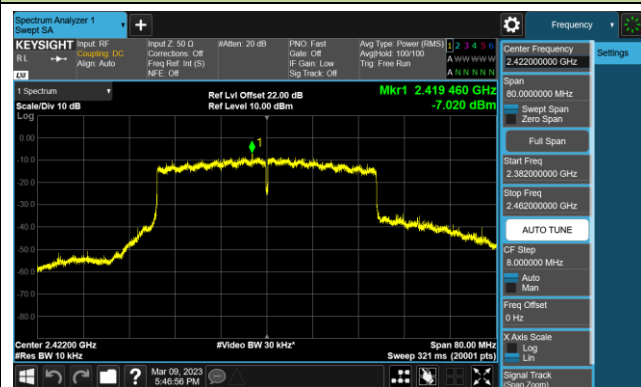 Spectrum Analyzer 1
Swept SA
Frequency
KEYSIGHT
RL
LXI
Input: RF
Coupling: DC
Align: Auto
Input Z: 50 Ω
Corrections: Off
Freq Ref: Int (S)
NFE: Off
#Atten: 20 dB
PNO: Fast
Gate: Off
IF Gain: Low
Sig Track: Off
Avg Type: Power (RMS)
Avg|Hold: 100/100
Trig: Free Run
1 2 3 4 5 6
A W W W W W
A N N N N N
1 Spectrum
Scale/Div 10 dB
Log
Ref Lvl Offset 22.00 dB
Ref Level 10.00 dBm
Mkr1 2.419 460 GHz
-7.020 dBm
1
0.00
-10.0
-20.0
-30.0
-40.0
-50.0
-60.0
-70.0
-80.0
Center 2.42200 GHz
#Res BW 10 kHz
#Video BW 30 kHz*
Span 80.00 MHz
Sweep 321 ms (20001 pts)
Mar 09, 2023
5:46:56 PM
Center Frequency
2.422000000 GHz
Settings
Span
80.0000000 MHz
Swept Span
Zero Span
Full Span
Start Freq
2.382000000 GHz
Stop Freq
2.462000000 GHz
AUTO TUNE
CF Step
8.000000 MHz
Auto
Man
Freq Offset
0 Hz
X Axis Scale
Log
Lin
Signal Track
(Span Zoom)